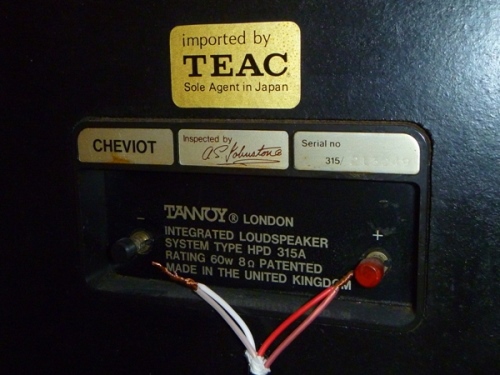 imported by
TEAC
Sole Agent in Japan
CHEVIOT
Inspected by
A.S. Johnstone
Serial no
315
TANNOY ® LONDON
INTEGRATED LOUDSPEAKER
SYSTEM TYPE HPD 315A
RATING 60w 8Ω PATENTED
MADE IN THE UNITED KINGDOM
- +